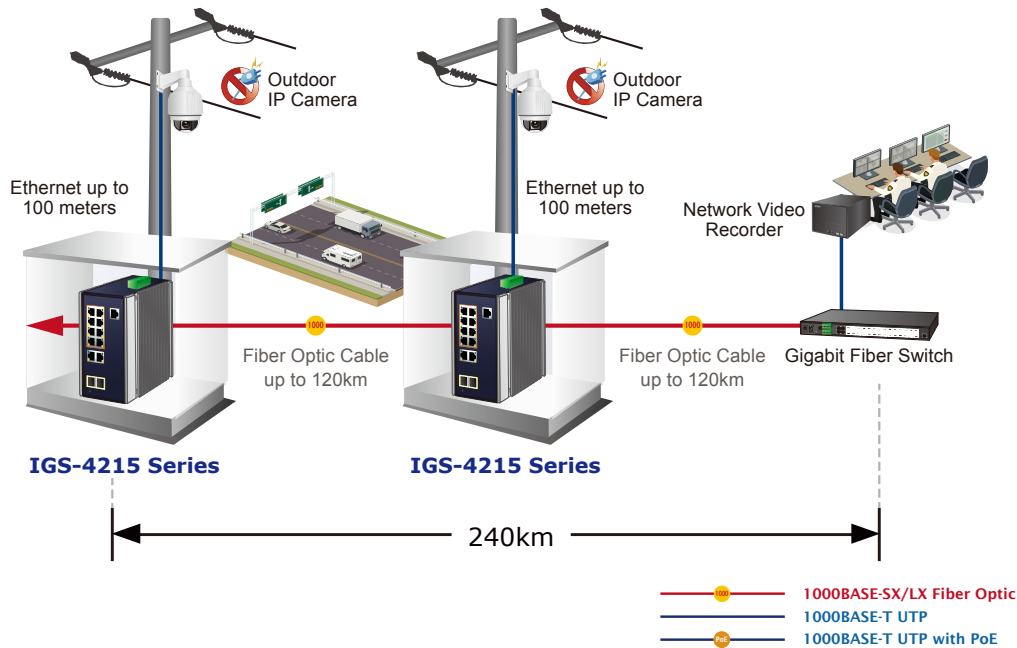 Outdoor
IP Camera
Outdoor
IP Camera
Ethernet up to
100 meters
Ethernet up to
100 meters
Network Video
Recorder
1000
1000
Fiber Optic Cable
up to 120km
Fiber Optic Cable
up to 120km
Gigabit Fiber Switch
IGS-4215 Series
IGS-4215 Series
240km
1000
1000BASE-SX/LX Fiber Optic
1000BASE-T UTP
PoE
1000BASE-T UTP with PoE